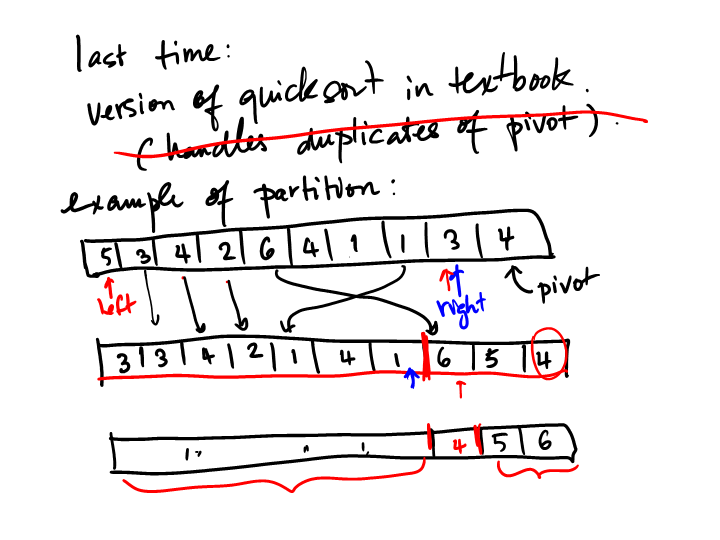 last time:
version of quicksort in textbook.
(handles duplicates of pivot).
example of partition:
5 3 4 2 6 4 1 1 3 4
left right pivot
3 3 4 2 1 4 1 6 5 4
4 5 6